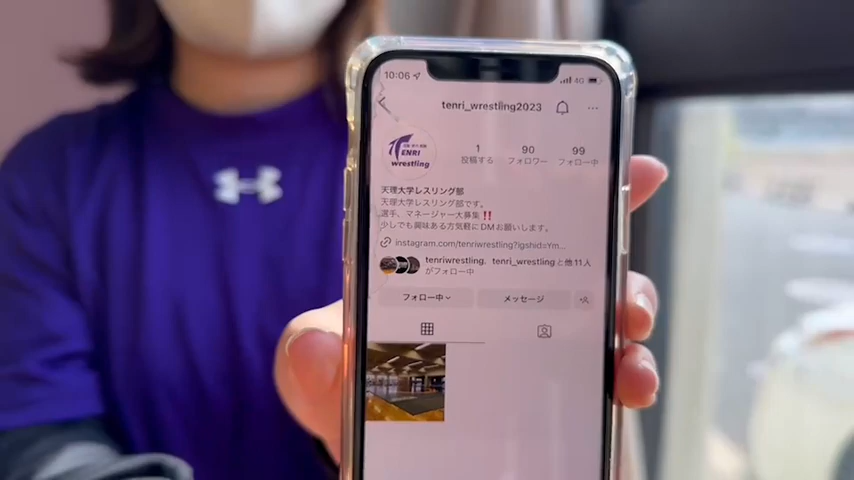 10:06
4G
tenri_wrestling2023
TENRI
wrestling
1 90 99
投稿する フォロワー フォロー中
天理大学レスリング部
天理大学レスリング部です。
選手、マネージャー大募集‼️
少しでも興味ある方気軽にDMお願いします。
instagram.com/tenriwrestling?igshid=Ym...
tenriwrestling、tenri_wrestlingと他11人
がフォロー中
フォロー中 メッセージ